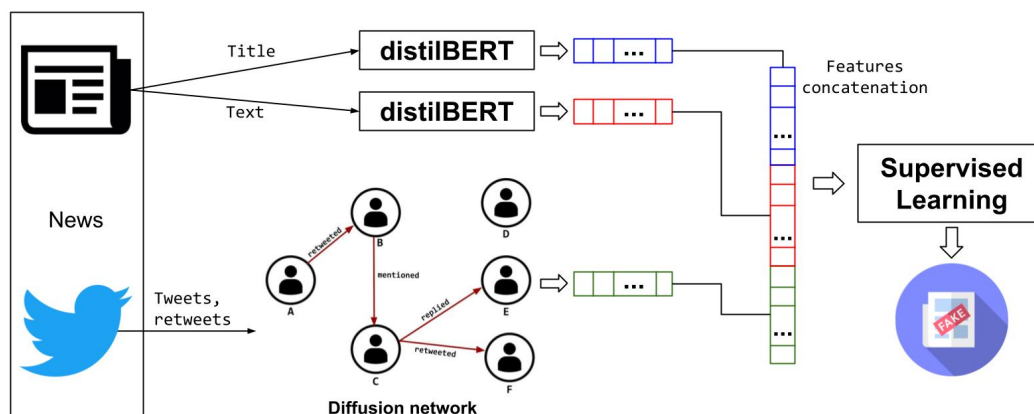 Title
distilBERT
...
Features
concatenation
Text
distilBERT
...
...
Supervised
Learning
News
...
Tweets,
retweets
retweeted
A
B
mentioned
C
replied
retweeted
D
E
F
...
...
Diffusion network
FAKE